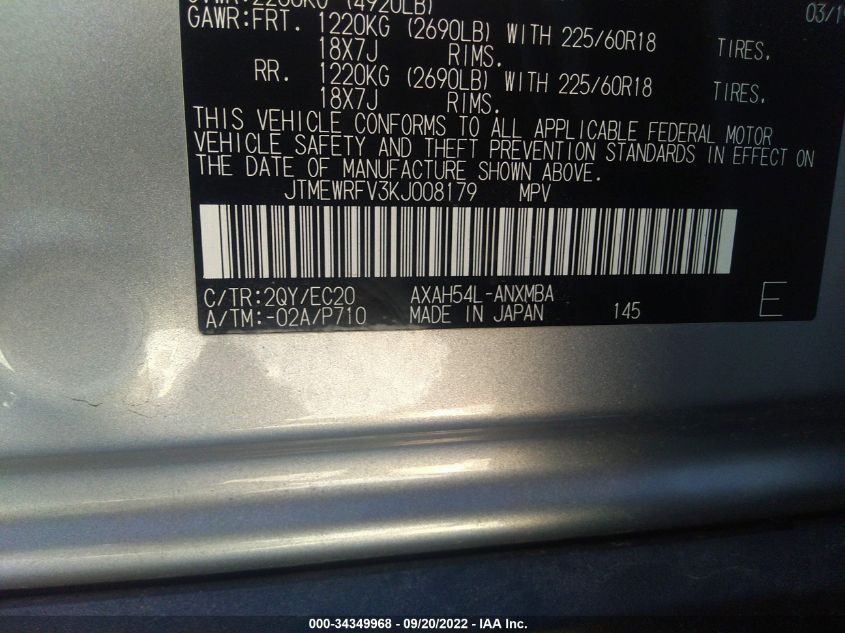 (4920LB)
03/19
GAWR:FRT. 1220KG (2690LB) WITH 225/60R18 TIRES,
18X7J RIMS.
RR. 1220KG (2690LB) WITH 225/60R18 TIRES,
18X7J RIMS.
THIS VEHICLE CONFORMS TO ALL APPLICABLE FEDERAL MOTOR
VEHICLE SAFETY AND THEFT PREVENTION STANDARDS IN EFFECT ON
THE DATE OF MANUFACTURE SHOWN ABOVE.
JTMEWRFV3KJ008179 MPV
C/TR:2QY/EC20 AXAH54L-ANXMBA E
A/TM:-02A/P710 MADE IN JAPAN 145
000-34349968 - 09/20/2022 - IAA Inc.